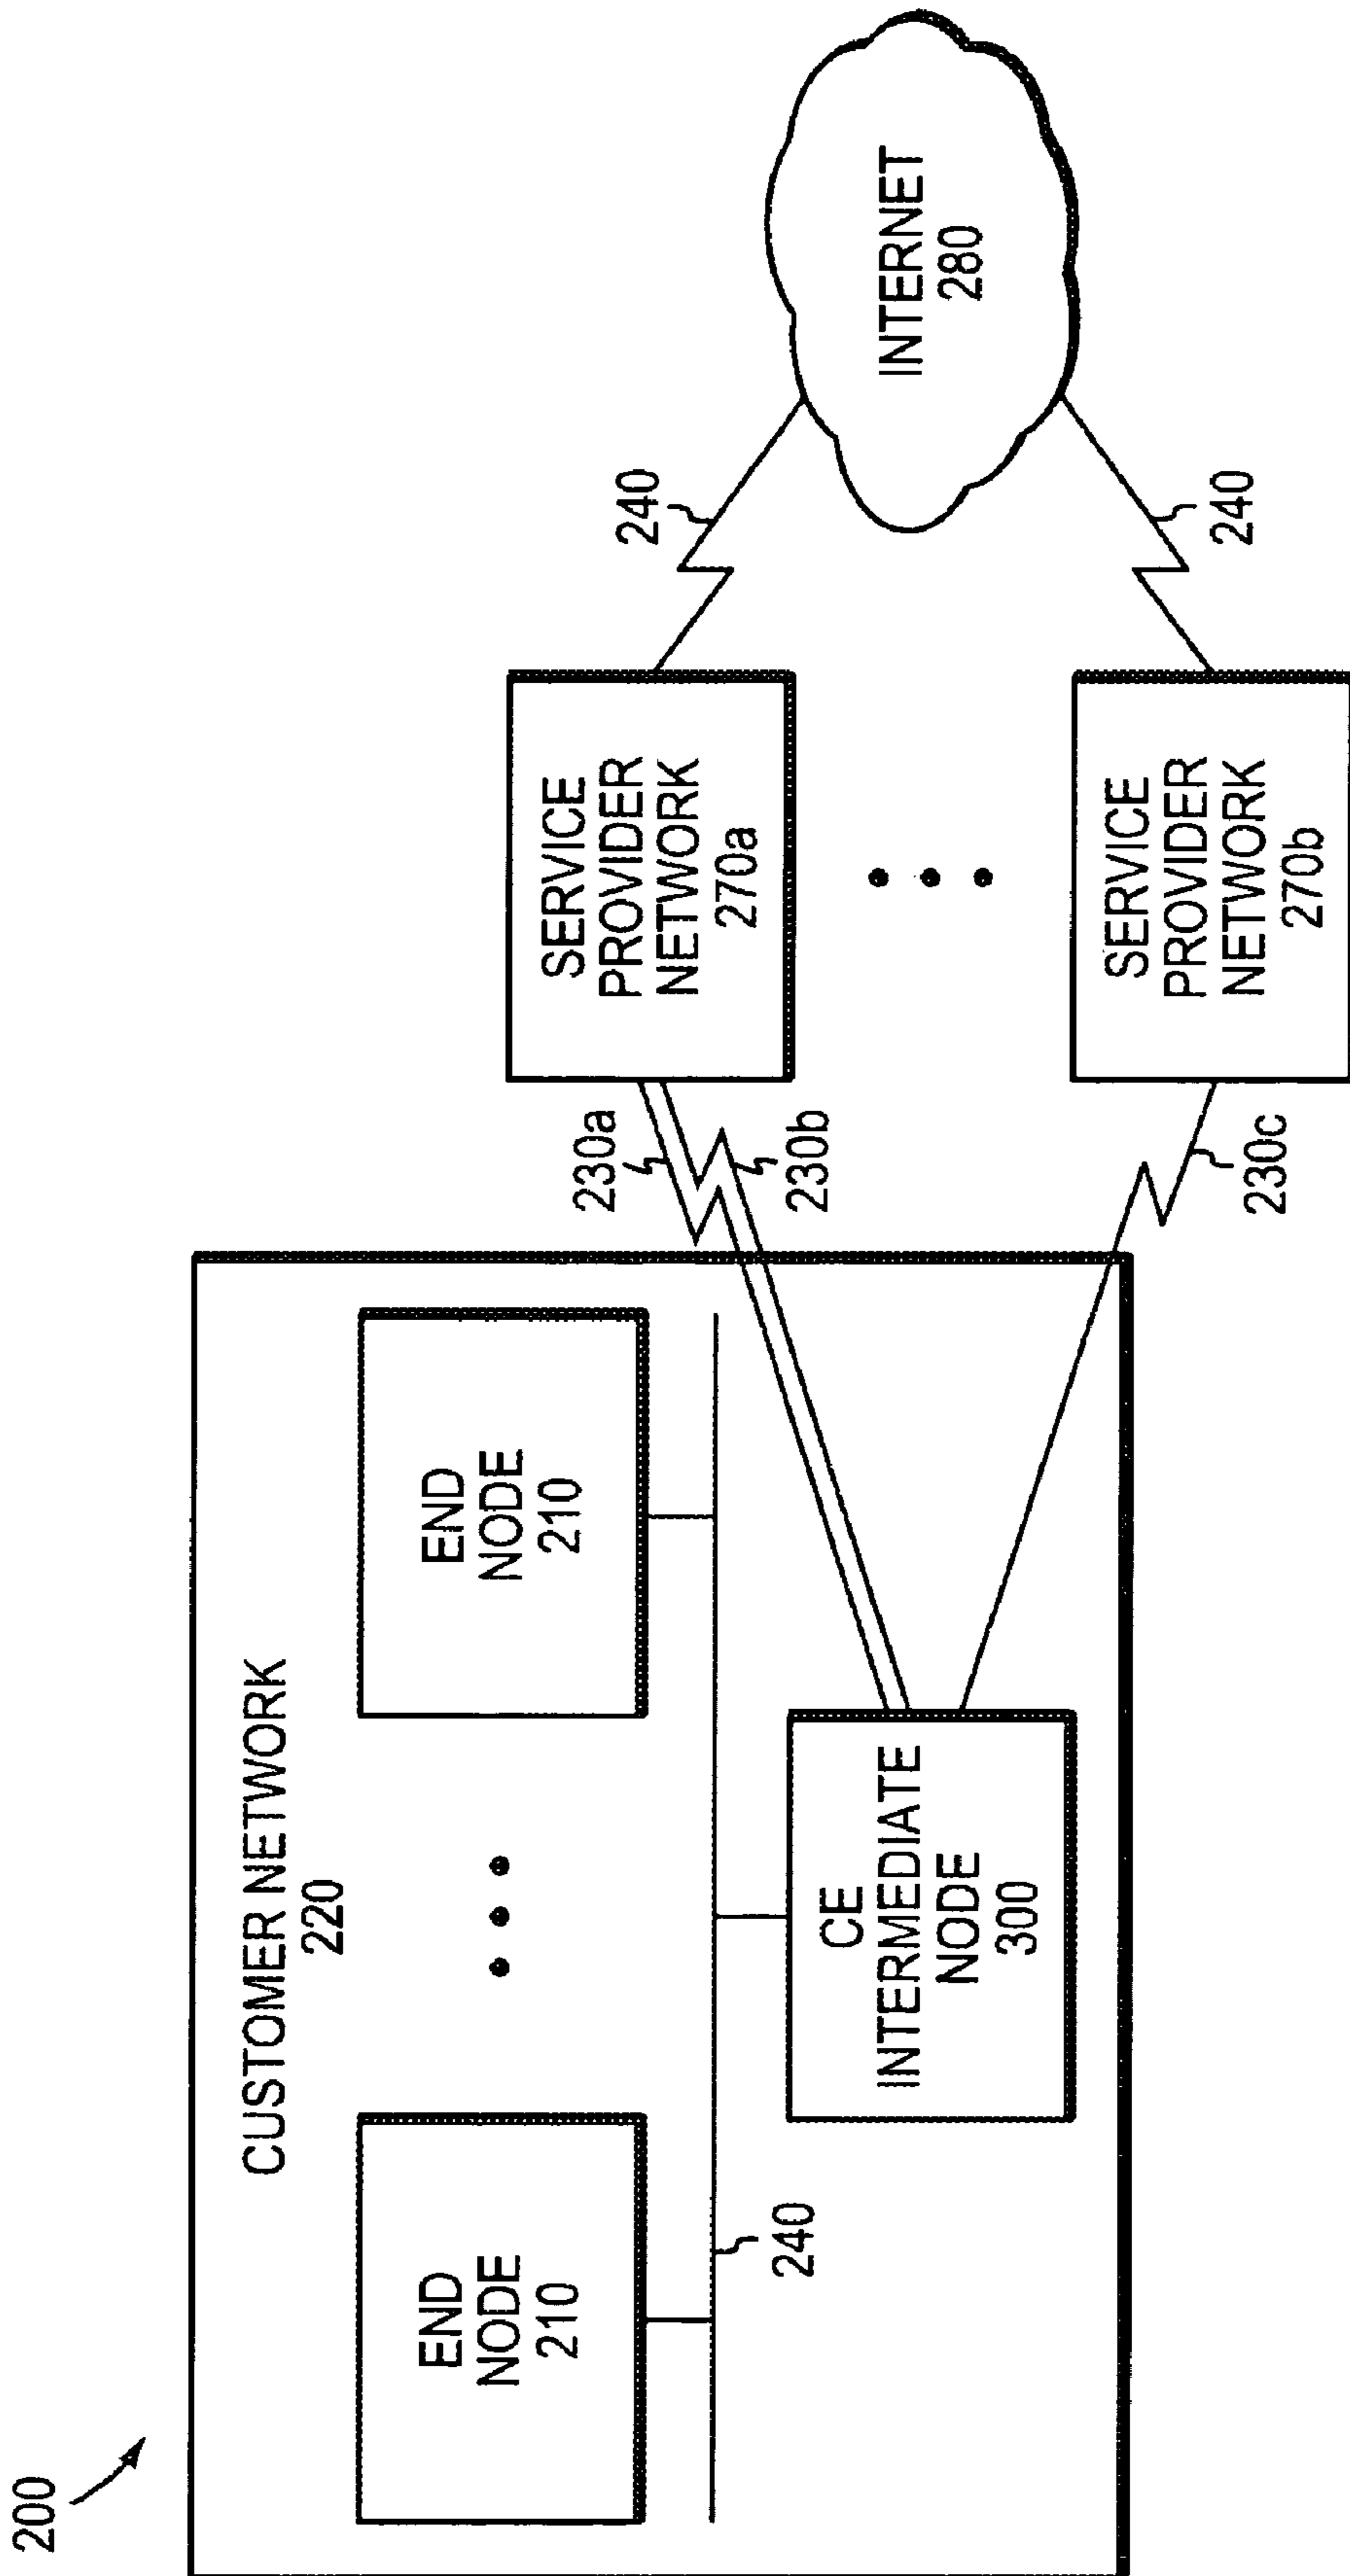 200
CUSTOMER NETWORK
220
END
NODE
210
END
NODE
210
240
CE
INTERMEDIATE
NODE
300
230a
230b
230c
SERVICE
PROVIDER
NETWORK
270a
SERVICE
PROVIDER
NETWORK
270b
240
240
INTERNET
280